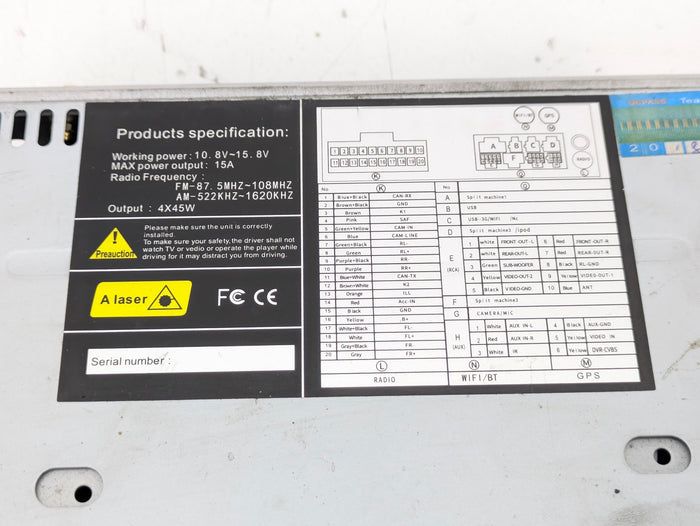 Products specification:
Working power: 10. 8V~15. 8V
MAX power output: 15A
Radio Frequency:
FM-87. 5MHZ~108MHZ
AM-522KHZ-1620KHZ
Output : 4X45W
Preaucution
Please make sure the unit is correctly
installed.
To make sure your safety, the driver shall not
watch TV or vedio or operate the player while
driving for it may distract you from driving.
A laser
FC CE
Serial number :
1 2 3 4 5 6 7 8 9 10
11 12 13 14 15 16 17 18 19 20
K
WIFI/BT
GPS
N
M
A B C D
F
G
RADIO
L
No K
1 Blue+Black CAN-RX
2 Brown+Black GND
3 Brown K1
4 Pink SAF
5 Green+Yellow CAM-IN
6 Blue CAM-LINE
7 Green+Black RL-
8 Green RL+
9 Purple+Black RR-
10 Purple RR+
11 Blue+White CAN-TX
12 Brown+White K2
13 Orange ILL
14 Red Acc-IN
15 Black GND
16 Yellow .B+
17 White+Black FL-
18 White FL+
19 Gray+Black FR-
20 Gray FR+
No G
A Split machine1
B USB
C USB-3G/WIFI /Nc
D Split machine /ipod
E (RCA)
1 white FRONT-OUT-L 6 Red FRONT-OUT-R
2 white REAR-OUT-L 7 Red REAR-OUT-R
3 Green SUB-WOOFER 8 Black RL-GND
4 Yellow VIDEO-OUT-2 9 Yellow VIDEO-OUT-1
5 Black VIDEO-GND 10 Blue ANT
F Split machine3
G CAMERA/MIC
H (AUX)
1 White AUX IN-L 4 Black AUX-GND
2 Red AUX IN-R 5 Yellow VIDEO IN
3 White IR 6 Yellow DVR-CVBS
L N M
RADIO WIFI/BT GPS
QCPASS
20